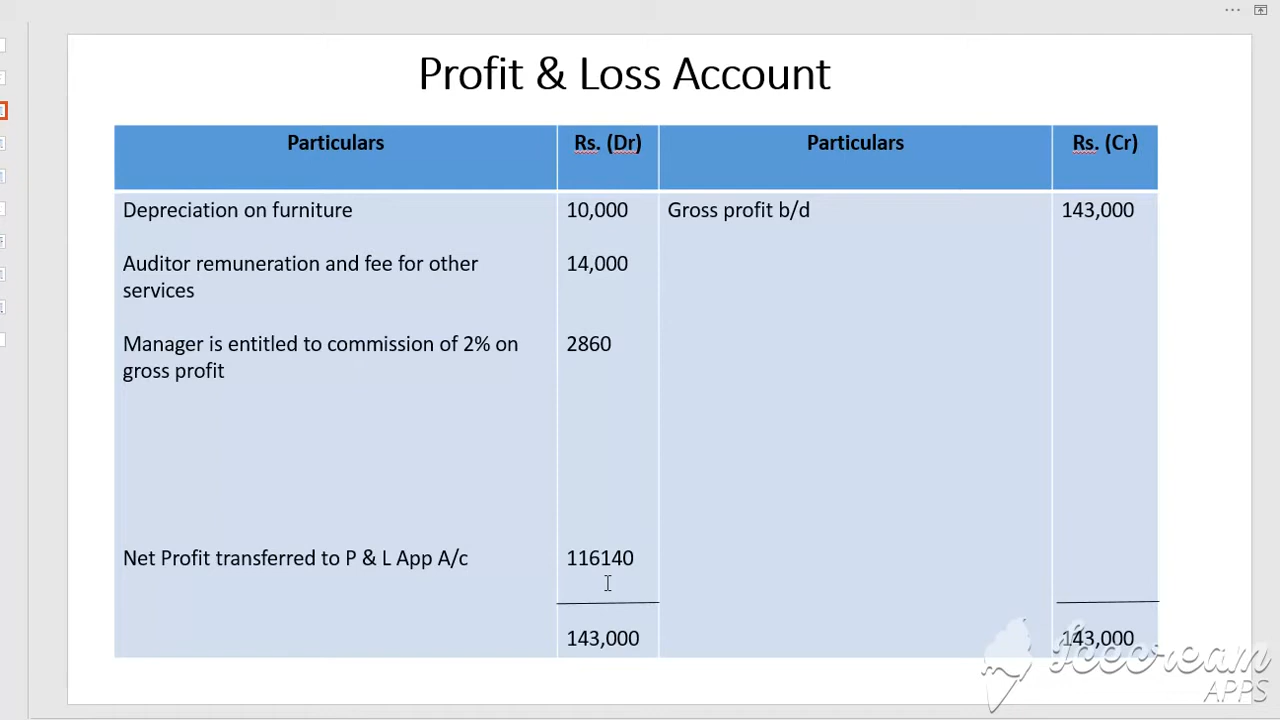 Profit & Loss Account
Particulars Rs. (Dr) Particulars Rs. (Cr)
Depreciation on furniture 10,000 Gross profit b/d 143,000
Auditor remuneration and fee for other 14,000
services
Manager is entitled to commission of 2% on 2860
gross profit
Net Profit transferred to P & L App A/c 116140
143,000 143,000
Icecream
APPS